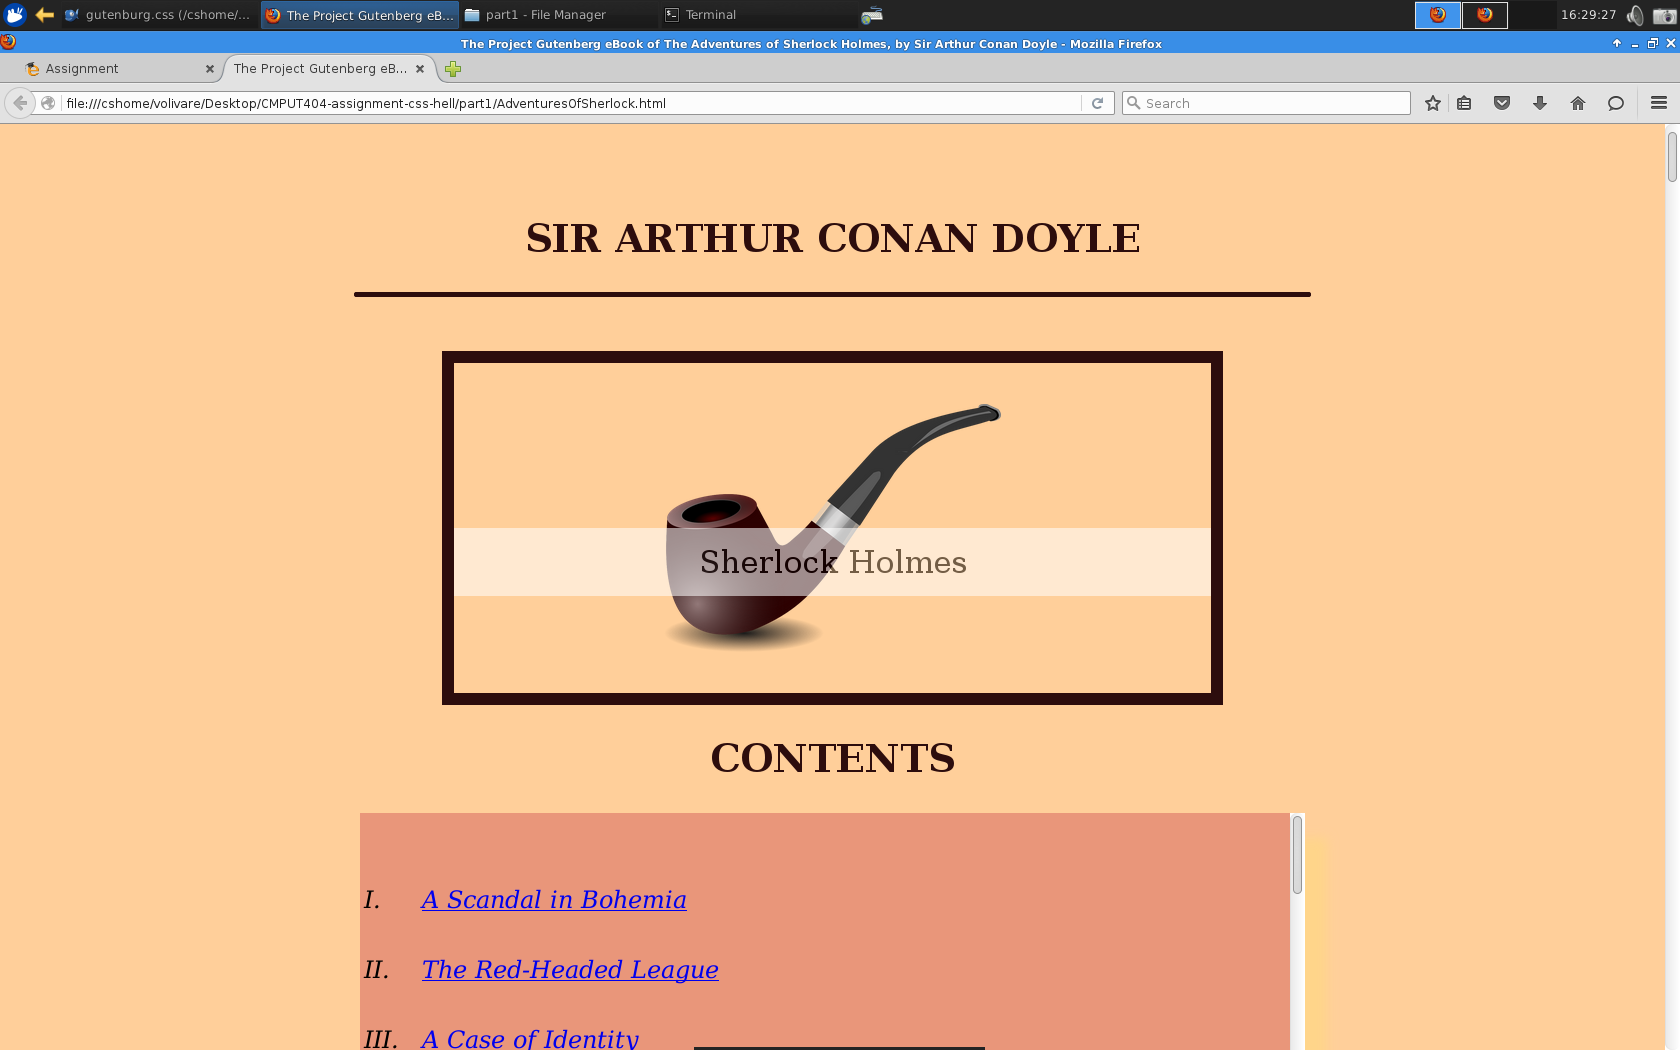 gutenburg.css (/cshome/...
The Project Gutenberg eB...
part1 - File Manager
Terminal
16:29:27
The Project Gutenberg eBook of The Adventures of Sherlock Holmes, by Sir Arthur Conan Doyle - Mozilla Firefox
Assignment
The Project Gutenberg eB...
file:///cshome/volivare/Desktop/CMPUT404-assignment-css-hell/part1/AdventuresOfSherlock.html
Search
SIR ARTHUR CONAN DOYLE
Sherlock Holmes
CONTENTS
I. A Scandal in Bohemia
II. The Red-Headed League
III. A Case of Identity